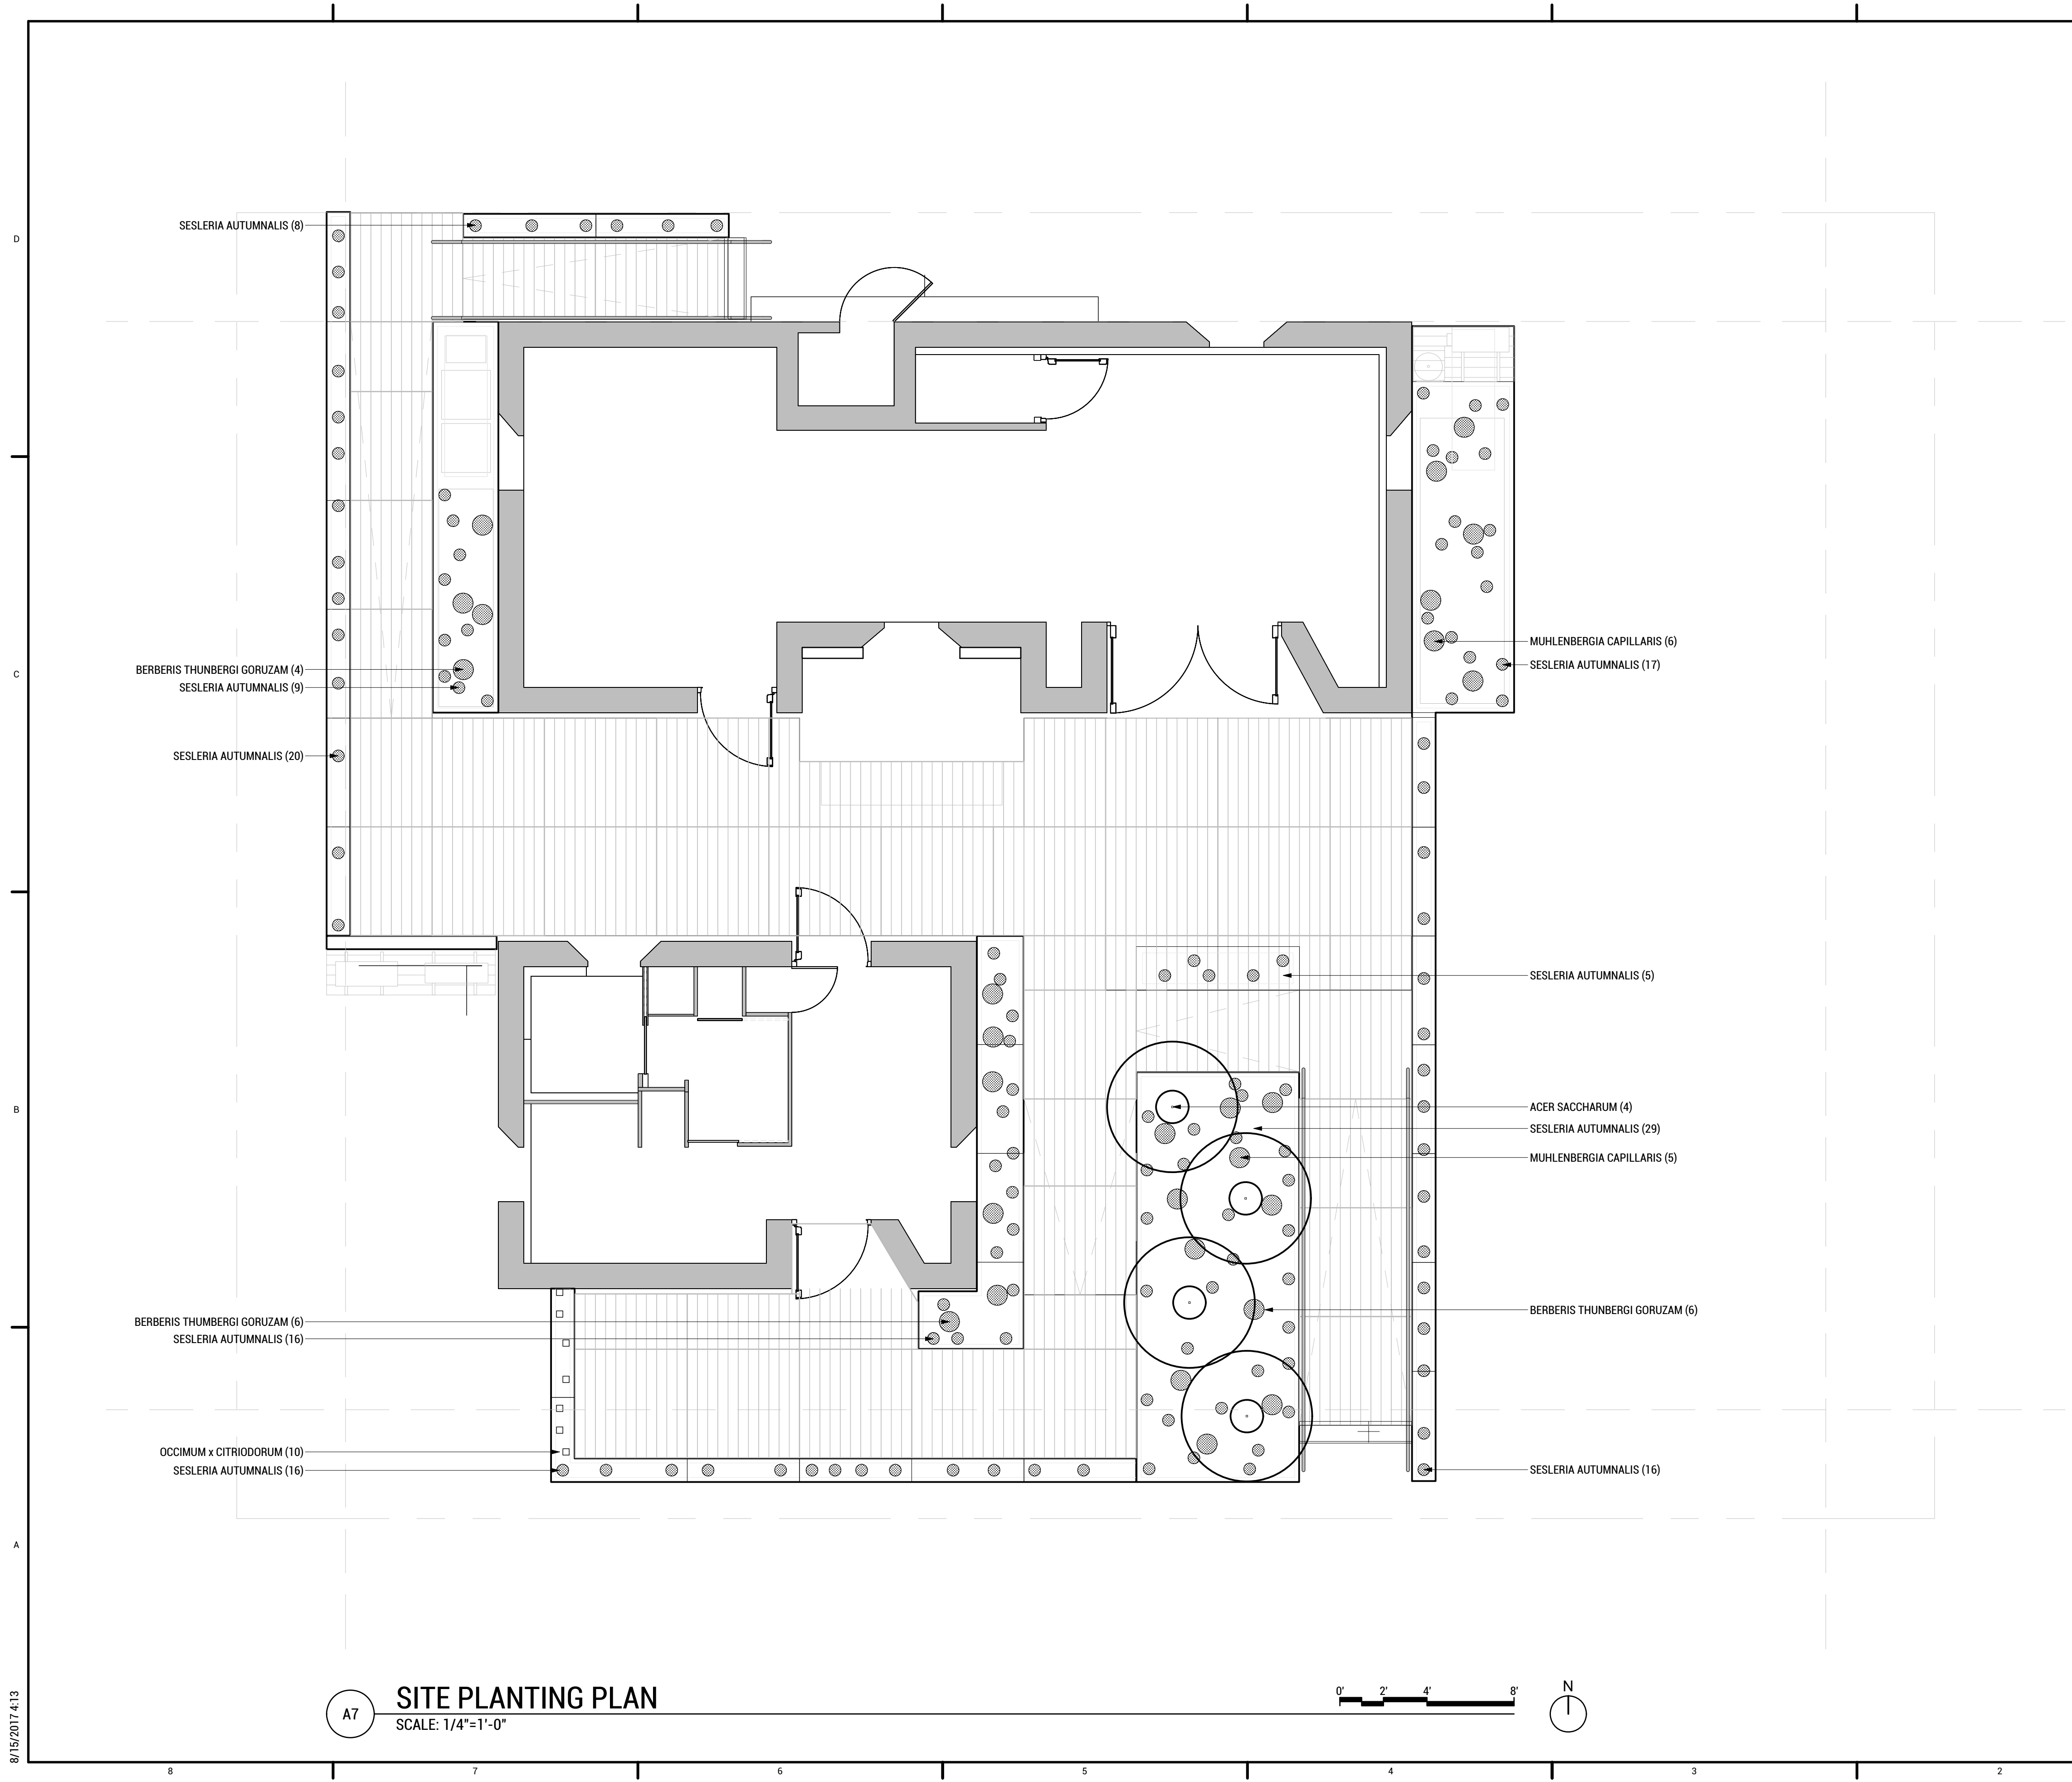 D
C
B
A
SESLERIA AUTUMNALIS (8)
BERBERIS THUNBERGI GORUZAM (4)
SESLERIA AUTUMNALIS (9)
SESLERIA AUTUMNALIS (20)
BERBERIS THUMBERGI GORUZAM (6)
SESLERIA AUTUMNALIS (16)
OCCIMUM x CITRIODORUM (10)
SESLERIA AUTUMNALIS (16)
MUHLENBERGIA CAPILLARIS (6)
SESLERIA AUTUMNALIS (17)
SESLERIA AUTUMNALIS (5)
ACER SACCHARUM (4)
SESLERIA AUTUMNALIS (29)
MUHLENBERGIA CAPILLARIS (5)
BERBERIS THUNBERGI GORUZAM (6)
SESLERIA AUTUMNALIS (16)
A7
SITE PLANTING PLAN
SCALE: 1/4"=1'-0"
0' 2' 4' 8'
N
8/15/2017 4:13
8 7 6 5 4 3 2